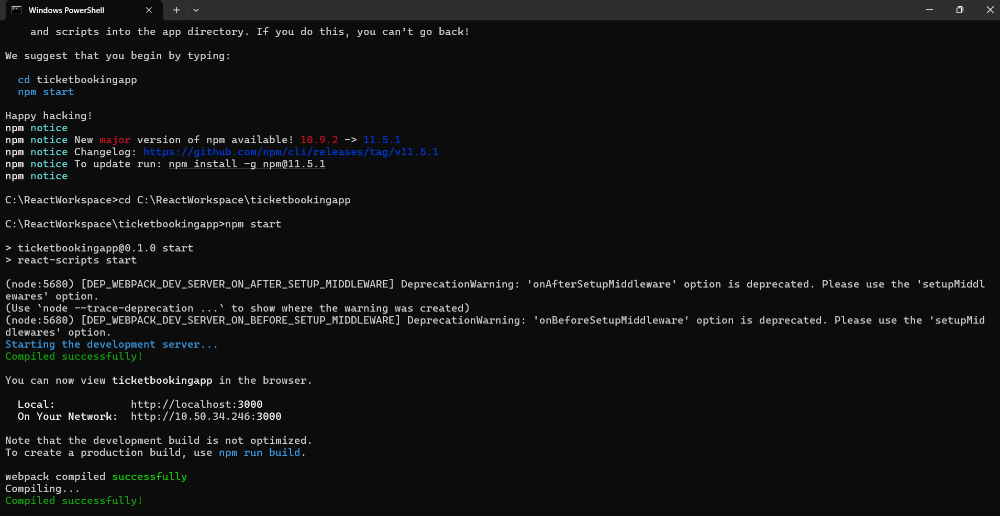 Windows PowerShell
and scripts into the app directory. If you do this, you can’t go back!
We suggest that you begin by typing:
cd ticketbookingapp
npm start
Happy hacking!
npm notice
npm notice New major version of npm available! 10.9.2 -> 11.5.1
npm notice Changelog: https://github.com/npm/cli/releases/tag/v11.5.1
npm notice To update run: npm install -g npm@11.5.1
npm notice
C:\ReactWorkspace>cd C:\ReactWorkspace\ticketbookingapp
C:\ReactWorkspace\ticketbookingapp>npm start
> ticketbookingapp@0.1.0 start
> react-scripts start
(node:5680) [DEP_WEBPACK_DEV_SERVER_ON_AFTER_SETUP_MIDDLEWARE] DeprecationWarning: 'onAfterSetupMiddleware' option is deprecated. Please use the 'setupMiddl
ewares' option.
(Use `node --trace-deprecation ...` to show where the warning was created)
(node:5680) [DEP_WEBPACK_DEV_SERVER_ON_BEFORE_SETUP_MIDDLEWARE] DeprecationWarning: 'onBeforeSetupMiddleware' option is deprecated. Please use the 'setupMid
dlewares' option.
Starting the development server...
Compiled successfully!
You can now view ticketbookingapp in the browser.
Local: http://localhost:3000
On Your Network: http://10.50.34.246:3000
Note that the development build is not optimized.
To create a production build, use npm run build.
webpack compiled successfully
Compiling...
Compiled successfully!